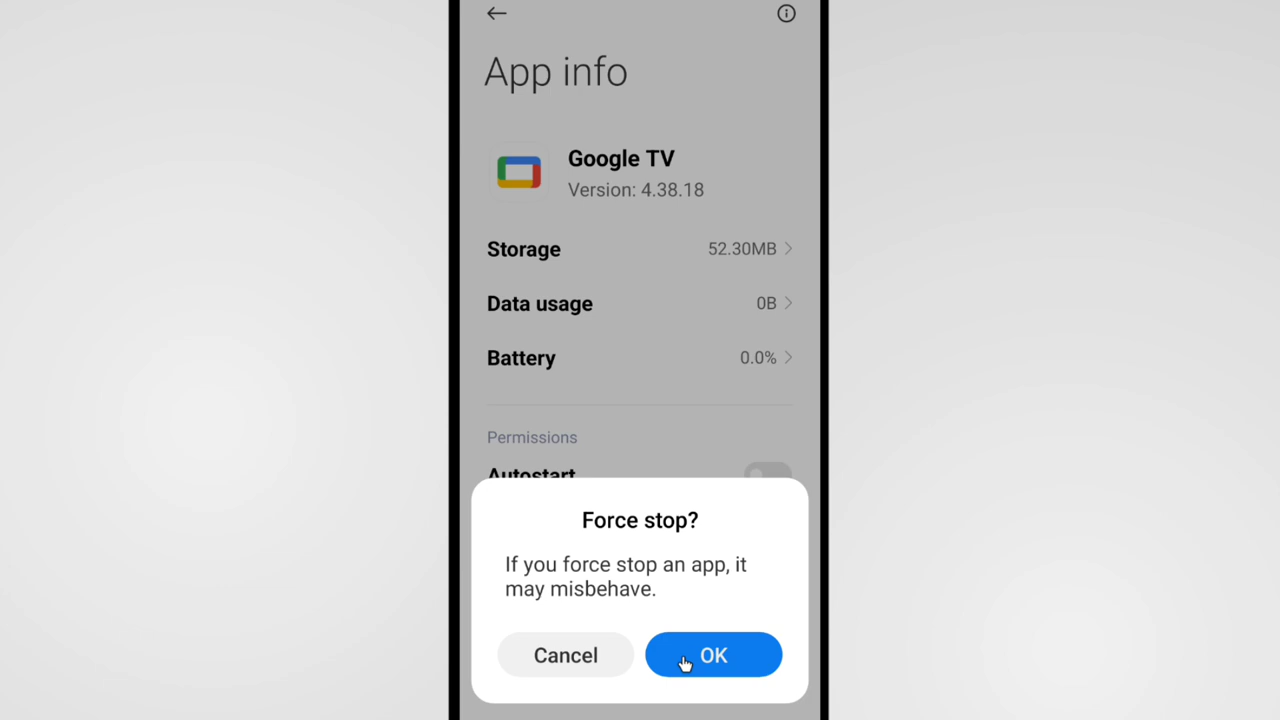 App info
Google TV
Version: 4.38.18
Storage 52.30MB
Data usage 0B
Battery 0.0%
Permissions
Autostart
Force stop?
If you force stop an app, it
may misbehave.
Cancel OK